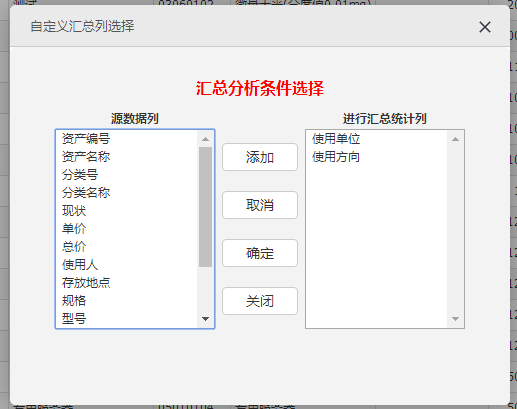 测试
自定义汇总列选择
汇总分析条件选择
源数据列
进行汇总统计列
资产编号
资产名称
分类号
分类名称
现状
单价
总价
使用人
存放地点
规格
型号
添加
取消
确定
关闭
使用单位
使用方向